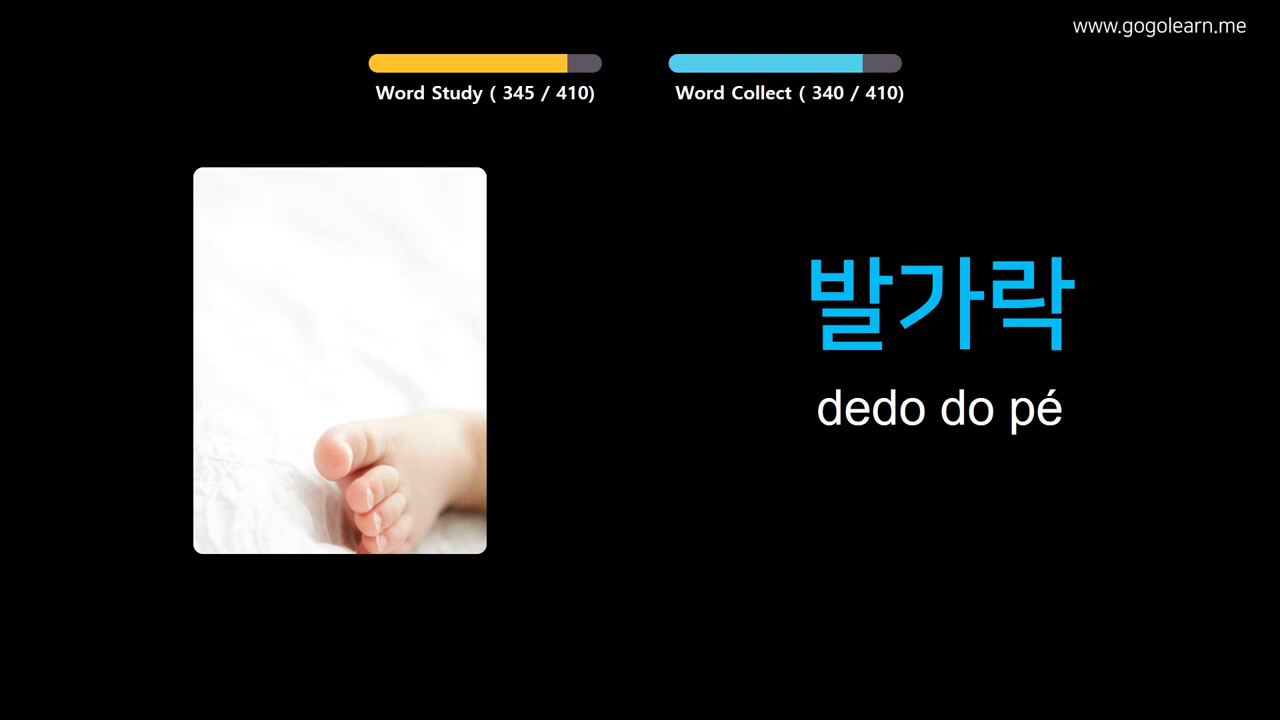 www.gogolearn.me
Word Study ( 345 / 410)
Word Collect ( 340 / 410)
발가락
dedo do pé